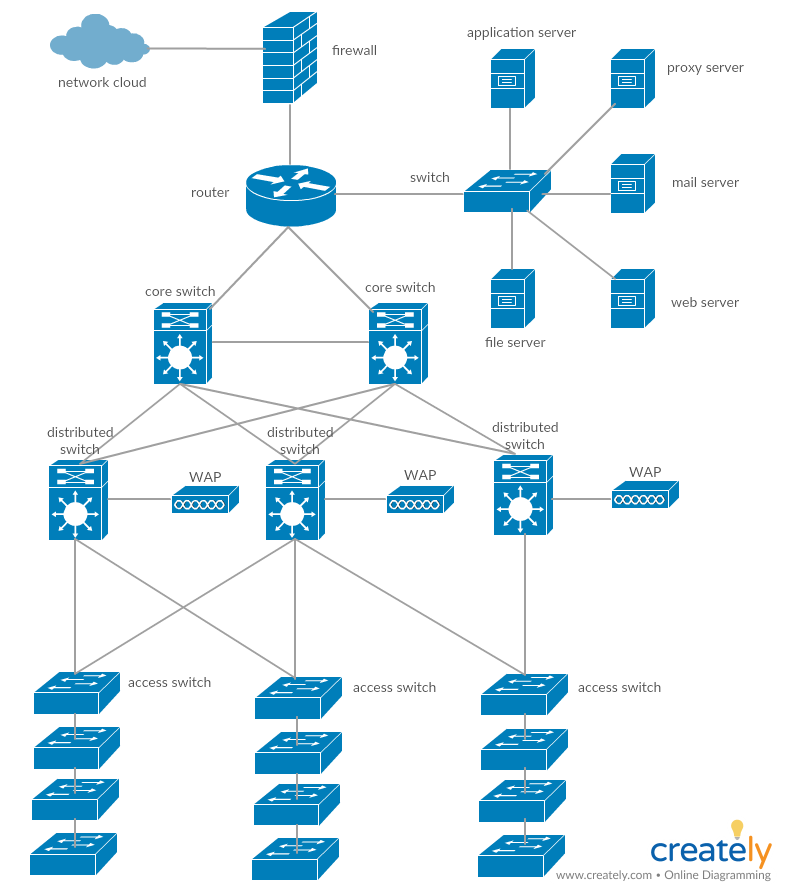 application server
firewall
proxy server
network cloud
switch
mail server
router
core switch
core switch
web server
file server
distributed
switch
distributed
switch
distributed
switch
WAP
WAP
WAP
access switch
access switch
access switch
creately
www.creately.com • Online Diagramming